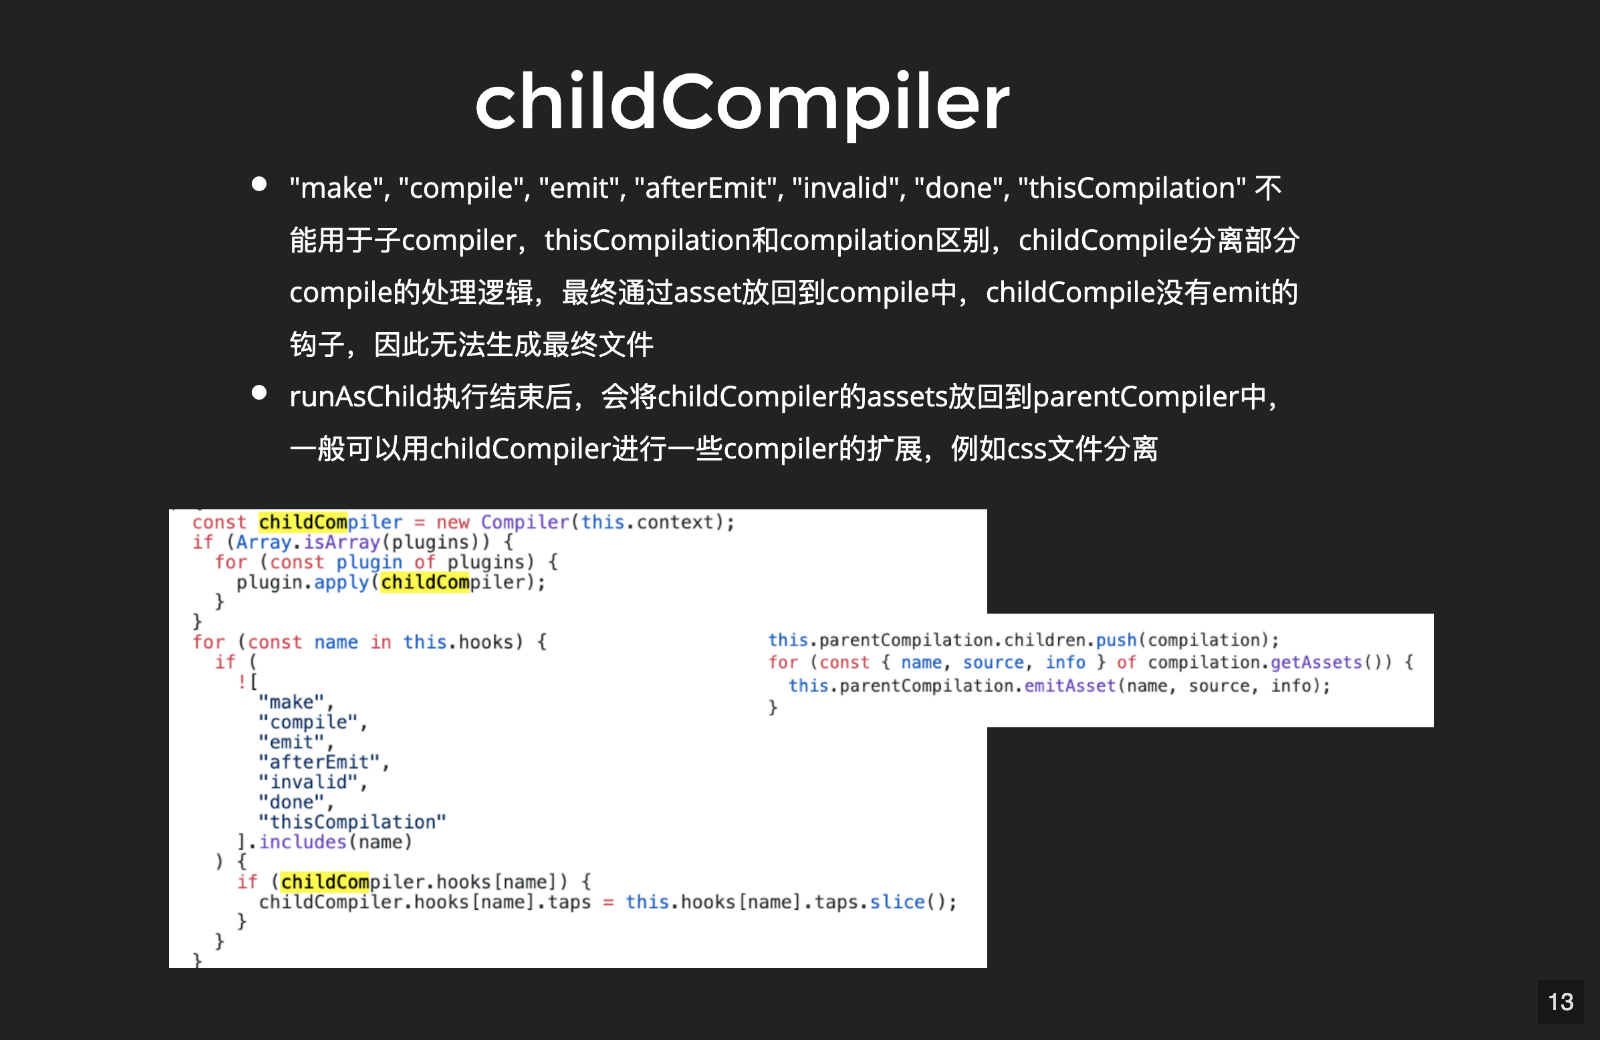 childCompiler
"make", "compile", "emit", "afterEmit", "invalid", "done", "thisCompilation" 不
能用于子compiler，thisCompilation和compilation区别，childCompile分离部分
compile的处理逻辑，最终通过asset放回到compile中，childCompile没有emit的
钩子，因此无法生成最终文件
runAsChild执行结束后，会将childCompiler的assets放回到parentCompiler中，
一般可以用childCompiler进行一些compiler的扩展，例如css文件分离
const childCompiler = new Compiler(this.context);
if (Array.isArray(plugins)) {
for (const plugin of plugins) {
plugin.apply(childCompiler);
}
}
for (const name in this.hooks) {
if (
![
"make",
"compile",
"emit",
"afterEmit",
"invalid",
"done",
"thisCompilation"
].includes(name)
) {
if (childCompiler.hooks[name]) {
childCompiler.hooks[name].taps = this.hooks[name].taps.slice();
}
}
}
this.parentCompilation.children.push(compilation);
for (const { name, source, info } of compilation.getAssets()) {
this.parentCompilation.emitAsset(name, source, info);
}
13